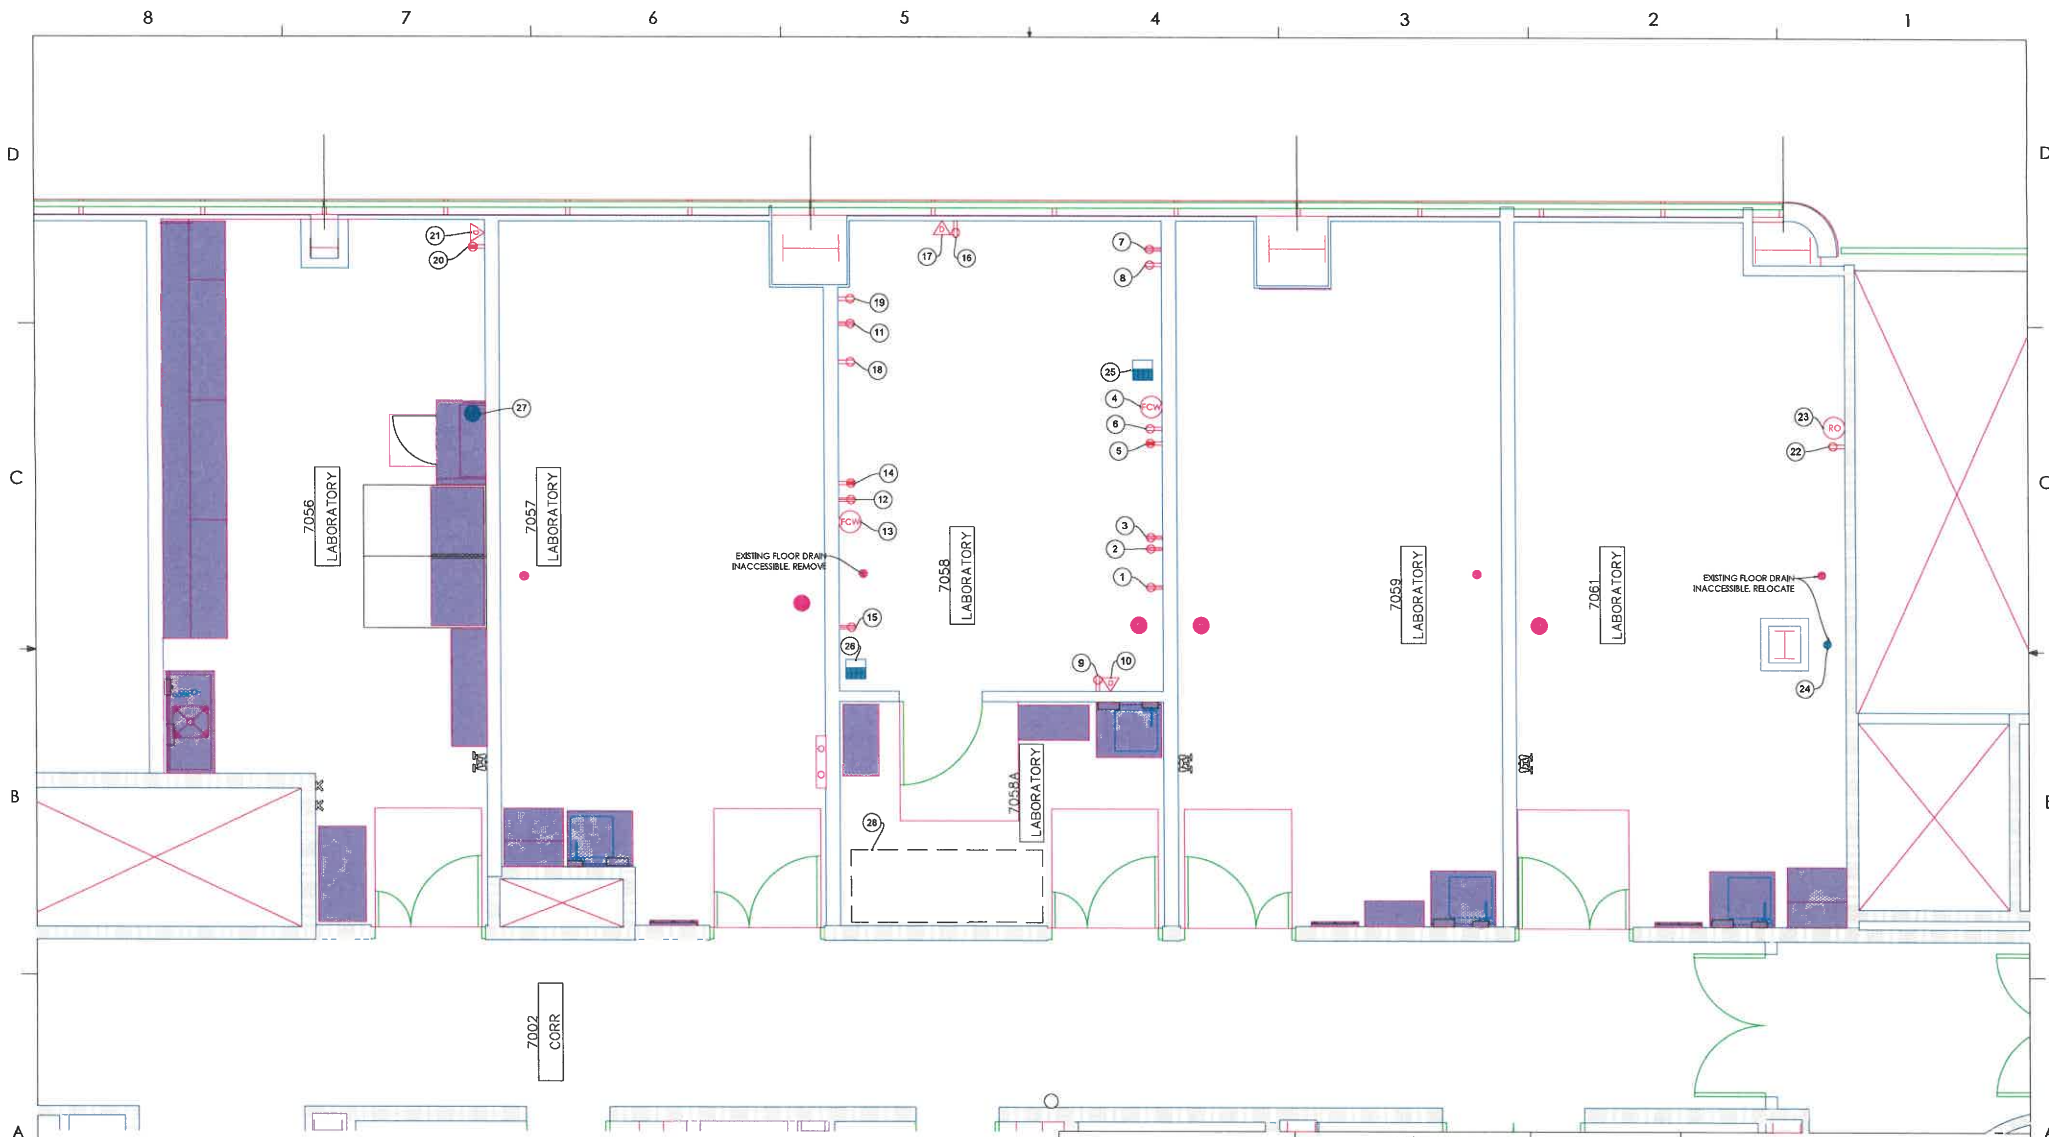 8 7 6 5 4 3 2 1
D
D
21
20
D
17
D
16
7
8
19
11
18
25
4
FCW
6
5
27
23
RO
22
C
C
14
12
FCW
13
7056
LABORATORY
7057
LABORATORY
7058
LABORATORY
7059
LABORATORY
7061
LABORATORY
3
2
1
EXISTING FLOOR DRAIN
INACCESSIBLE. REMOVE
EXISTING FLOOR DRAIN
INACCESSIBLE. RELOCATE
15
26
9
10
24
7058A
LABORATORY
B
28
7002
CORR
A